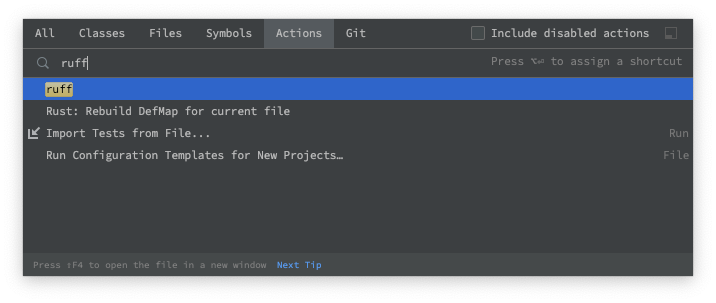 All Classes Files Symbols Actions Git Include disabled actions
ruff Press ⌥⏎ to assign a shortcut
ruff
Rust: Rebuild DefMap for current file
Import Tests from File... Run
Run Configuration Templates for New Projects… File
Press ⇧F4 to open the file in a new window Next Tip